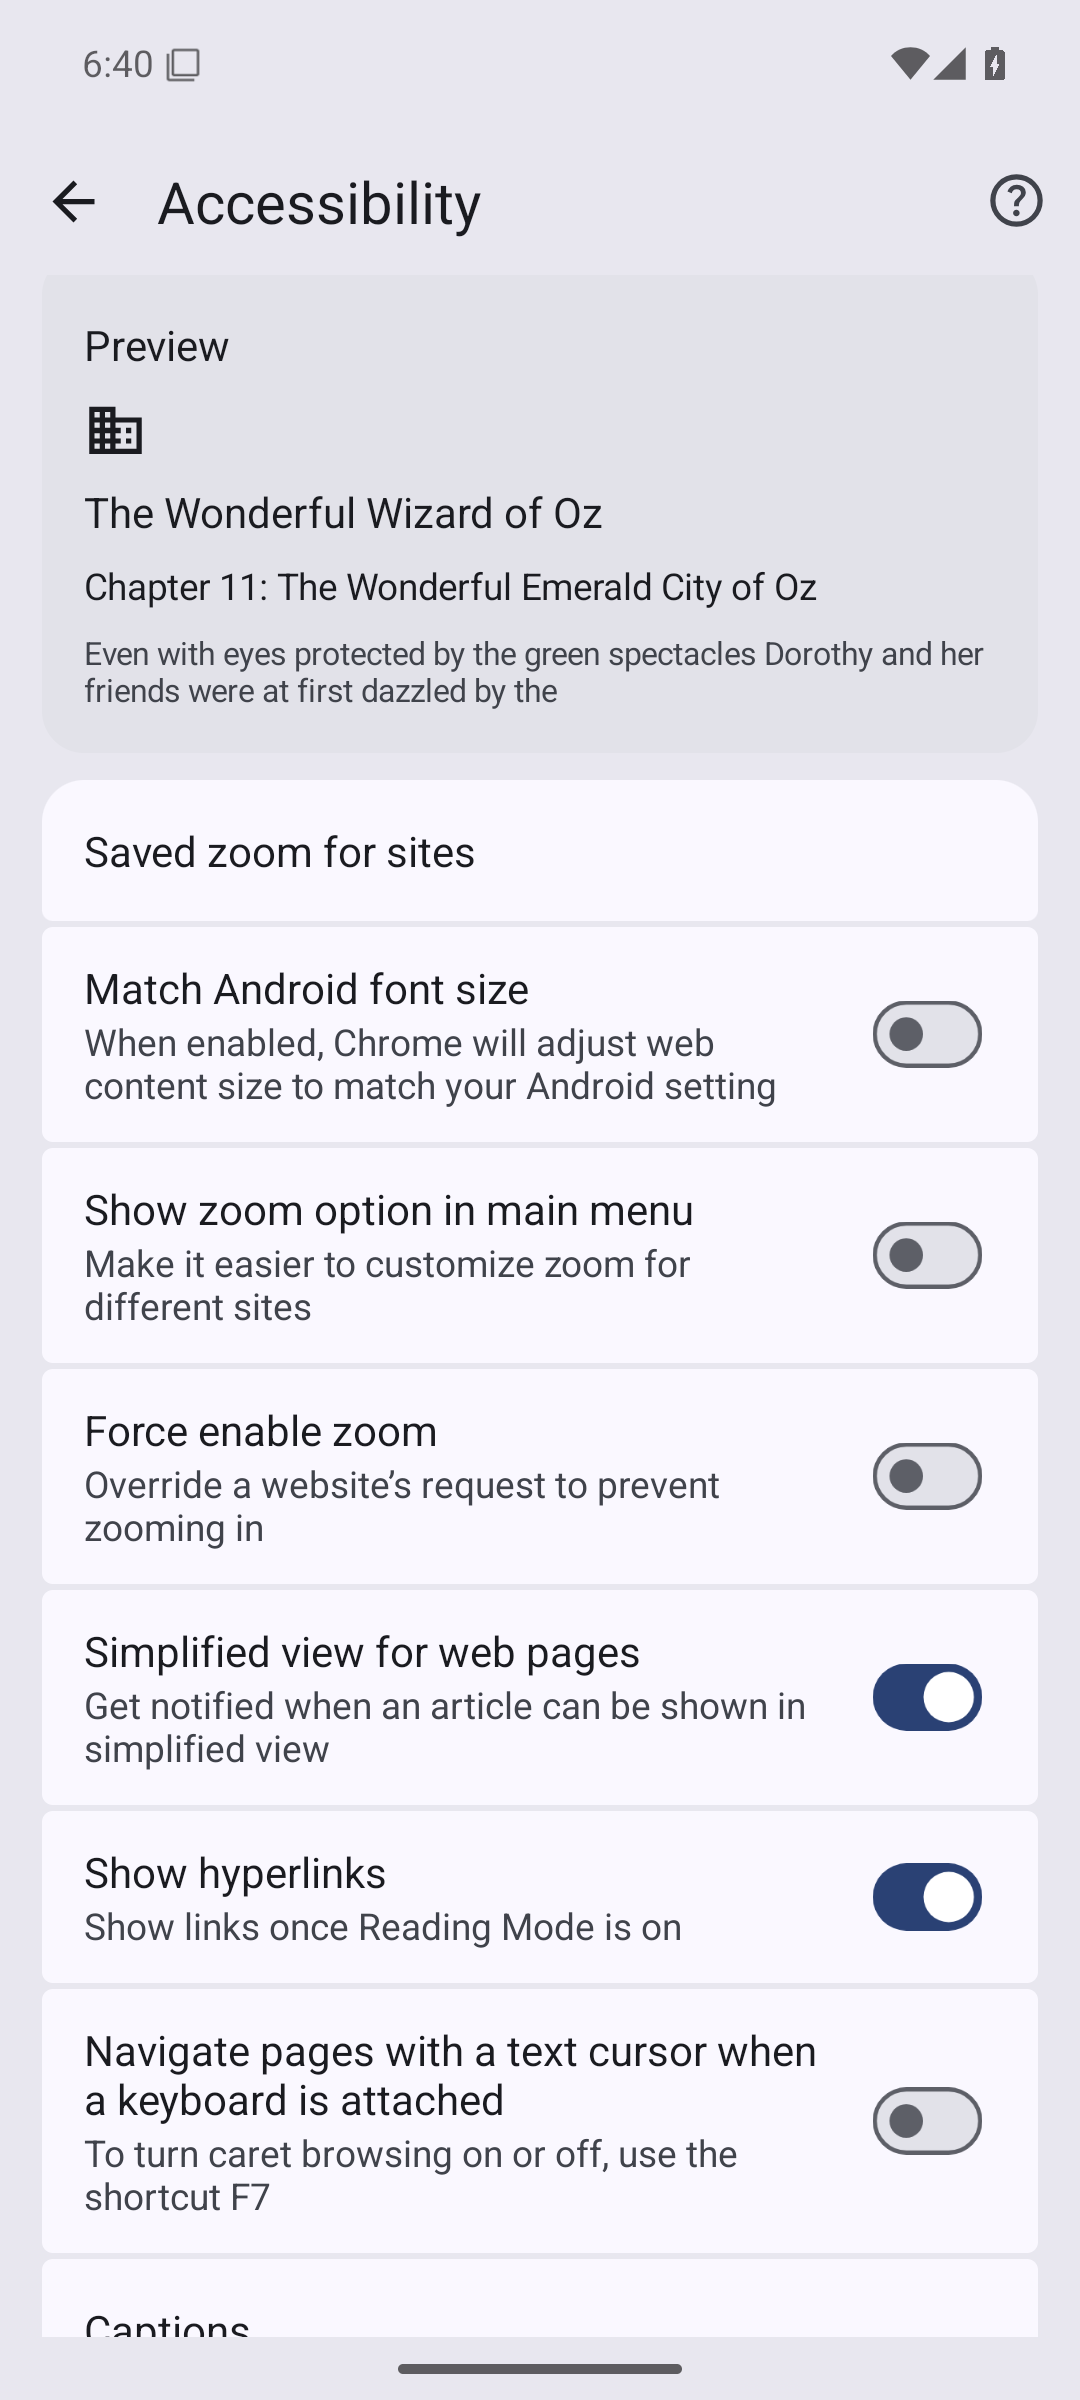 6:40
Accessibility
Preview
The Wonderful Wizard of Oz
Chapter 11: The Wonderful Emerald City of Oz
Even with eyes protected by the green spectacles Dorothy and her
friends were at first dazzled by the
Saved zoom for sites
Match Android font size
When enabled, Chrome will adjust web
content size to match your Android setting
Show zoom option in main menu
Make it easier to customize zoom for
different sites
Force enable zoom
Override a website’s request to prevent
zooming in
Simplified view for web pages
Get notified when an article can be shown in
simplified view
Show hyperlinks
Show links once Reading Mode is on
Navigate pages with a text cursor when
a keyboard is attached
To turn caret browsing on or off, use the
shortcut F7
Captions